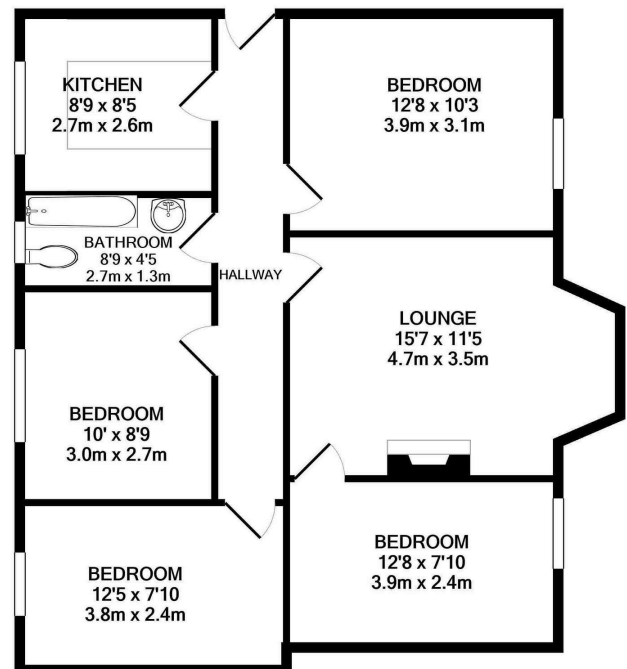 KITCHEN
8'9 x 8'5
2.7m x 2.6m
BEDROOM
12'8 x 10'3
3.9m x 3.1m
BATHROOM
8'9 x 4'5
2.7m x 1.3m
HALLWAY
LOUNGE
15'7 x 11'5
4.7m x 3.5m
BEDROOM
10' x 8'9
3.0m x 2.7m
BEDROOM
12'5 x 7'10
3.8m x 2.4m
BEDROOM
12'8 x 7'10
3.9m x 2.4m